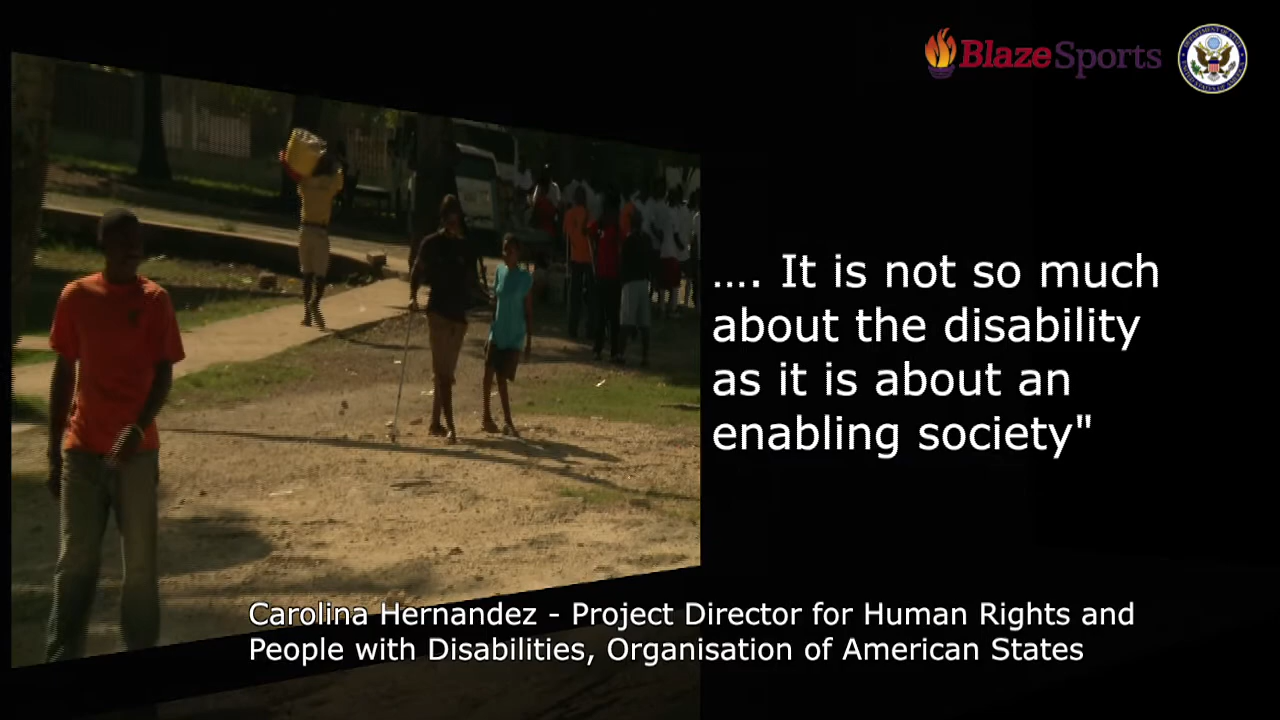 BlazeSports
…. It is not so much
about the disability
as it is about an
enabling society"
Carolina Hernandez - Project Director for Human Rights and
People with Disabilities, Organisation of American States